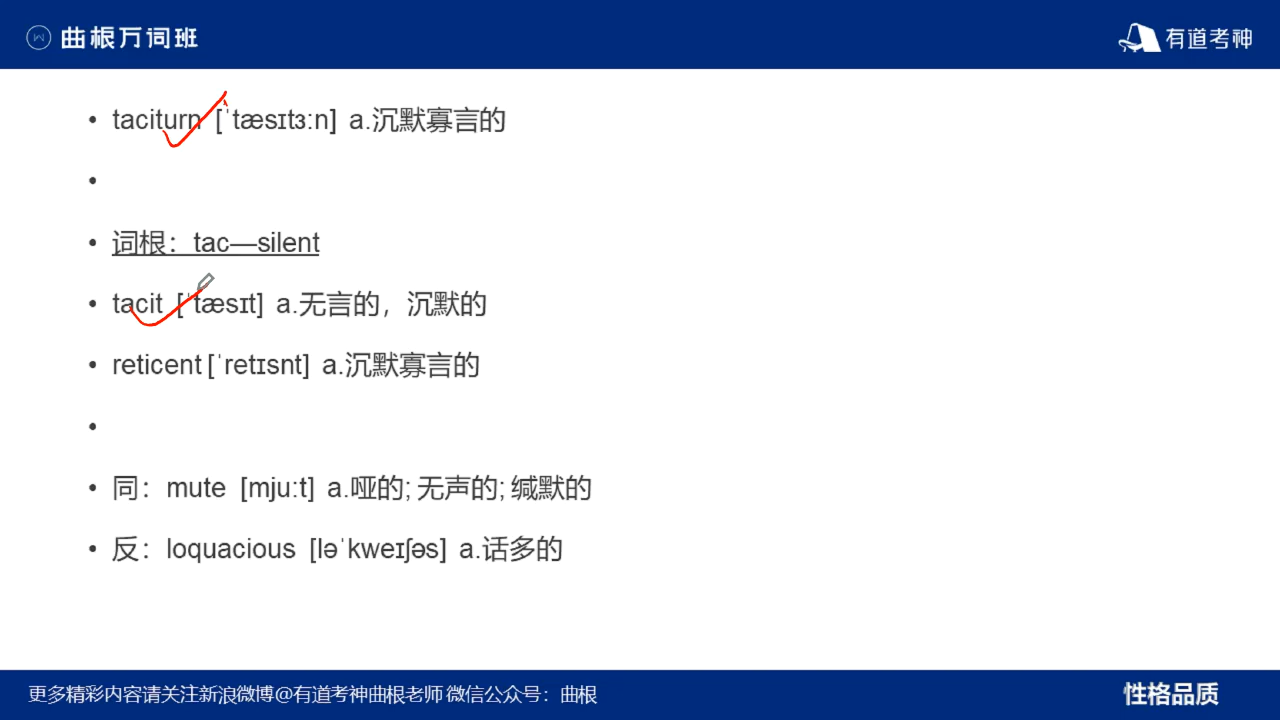 曲根万词班
有道考神
• taciturn [ˈtæsɪtɜːn] a.沉默寡言的
•
• 词根：tac—silent
• tacit [ˈtæsɪt] a.无言的，沉默的
• reticent [ˈretɪsnt] a.沉默寡言的
•
• 同：mute [mjuːt] a.哑的; 无声的; 缄默的
• 反：loquacious [ləˈkweɪʃəs] a.话多的
更多精彩内容请关注新浪微博@有道考神曲根老师 微信公众号：曲根
性格品质